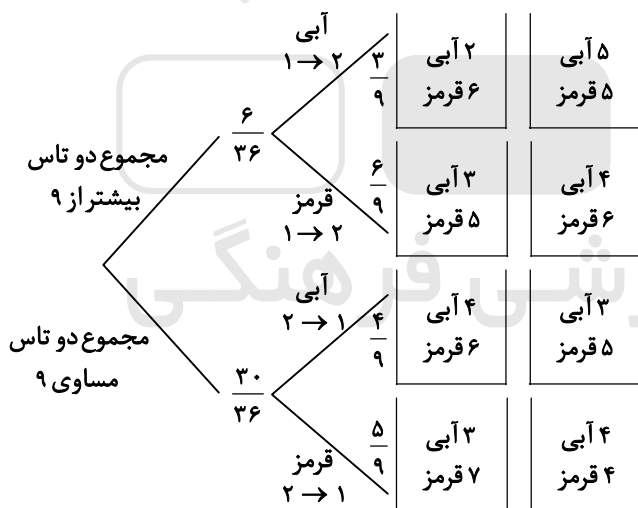 مجموع دو تاس
بیشتر از ۹
۶
۳۶
آبی
۱ → ۲
۳
۹
۲ آبی
۶ قرمز
۵ آبی
۵ قرمز
قرمز
۱ → ۲
۶
۹
۳ آبی
۵ قرمز
۴ آبی
۶ قرمز
مجموع دو تاس
مساوی ۹
۳۰
۳۶
آبی
۲ → ۱
۴
۹
۴ آبی
۶ قرمز
۳ آبی
۵ قرمز
قرمز
۲ → ۱
۵
۹
۳ آبی
۷ قرمز
۴ آبی
۴ قرمز